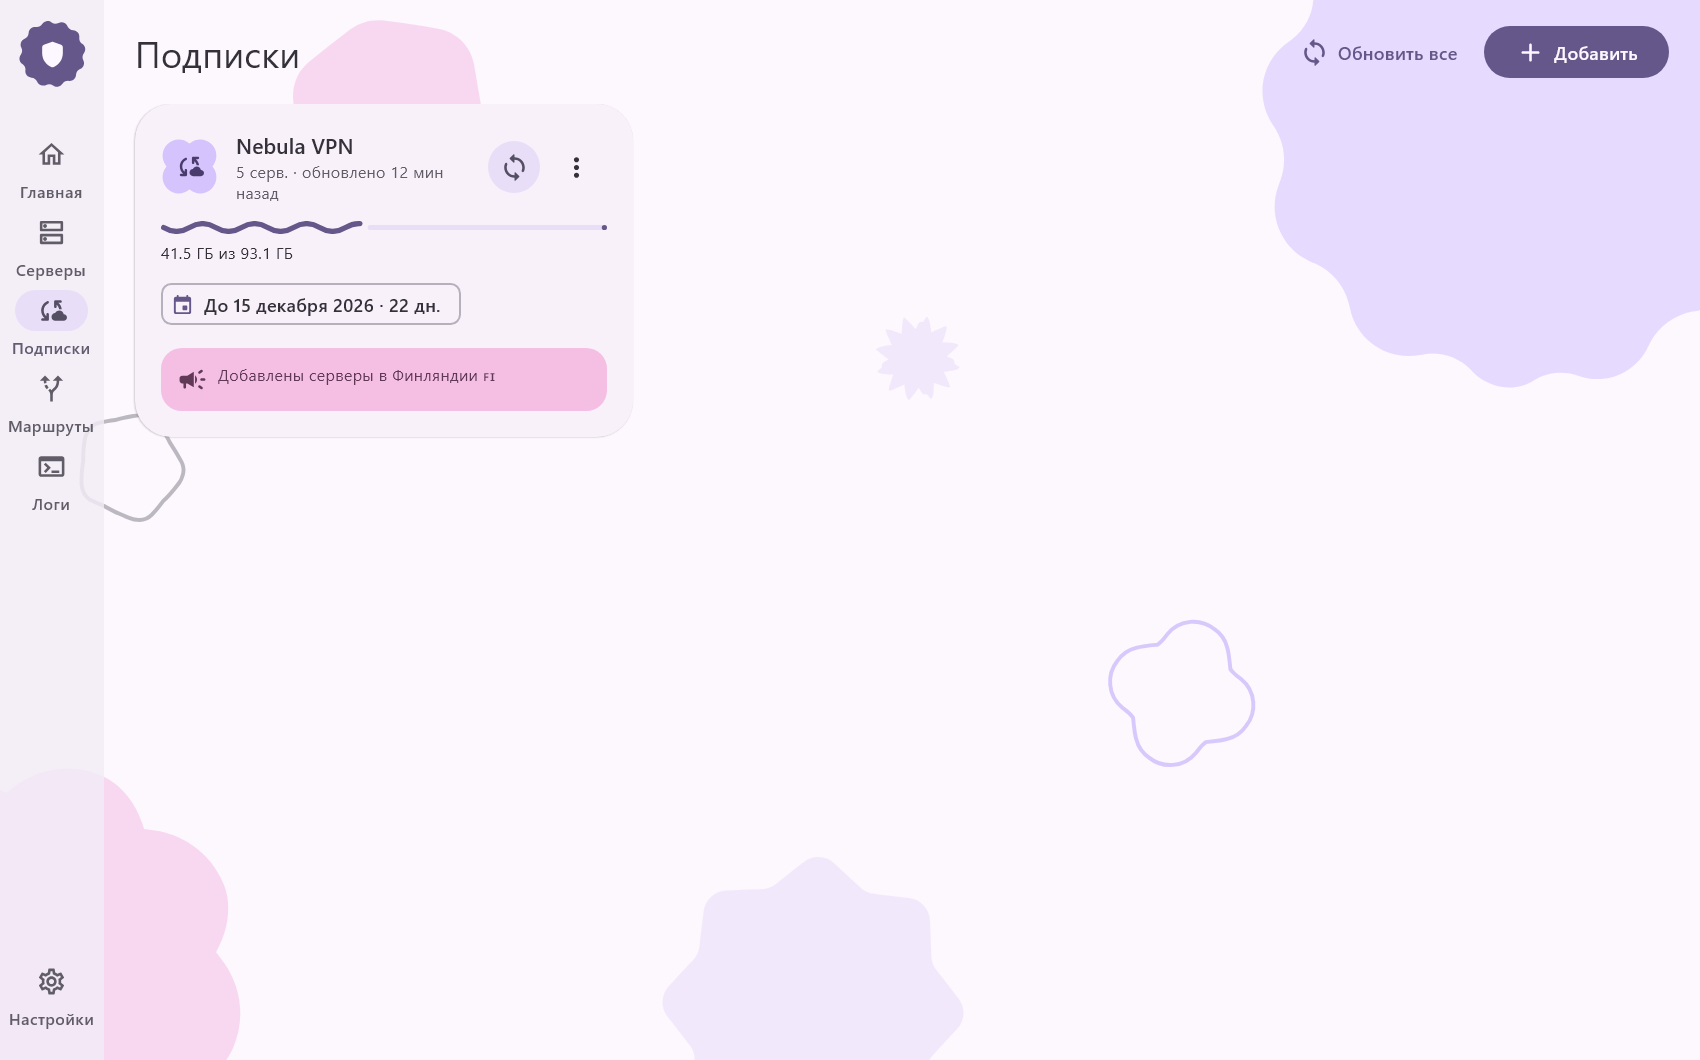 Подписки
Обновить все
Добавить
Главная
Серверы
Подписки
Маршруты
Логи
Настройки
Nebula VPN
5 серв. · обновлено 12 мин
назад
41.5 ГБ из 93.1 ГБ
До 15 декабря 2026 · 22 дн.
Добавлены серверы в Финляндии FI